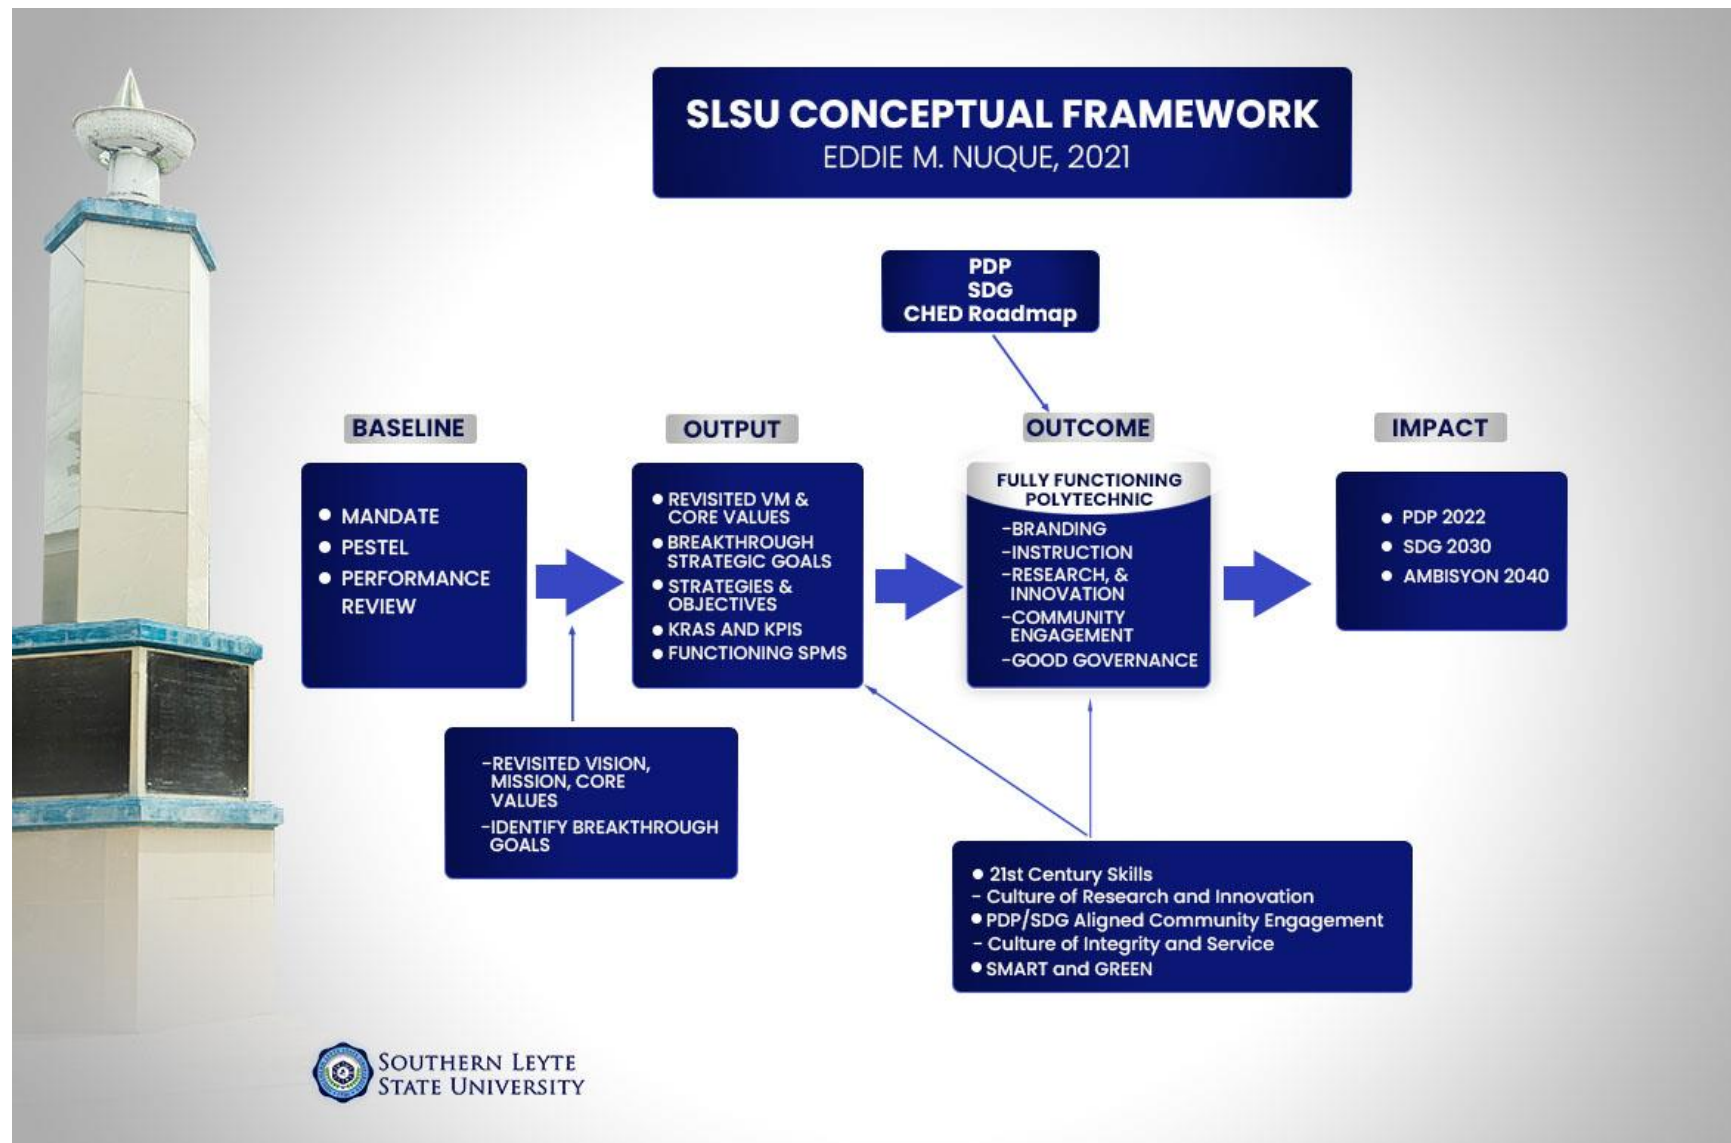 SLSU CONCEPTUAL FRAMEWORK
EDDIE M. NUQUE, 2021
PDP
SDG
CHED Roadmap
BASELINE
● MANDATE
● PESTEL
● PERFORMANCE
REVIEW
OUTPUT
● REVISITED VM &
CORE VALUES
● BREAKTHROUGH
STRATEGIC GOALS
● STRATEGIES &
OBJECTIVES
● KRAS AND KPIS
● FUNCTIONING SPMS
OUTCOME
FULLY FUNCTIONING
POLYTECHNIC
-BRANDING
-INSTRUCTION
-RESEARCH, &
INNOVATION
-COMMUNITY
ENGAGEMENT
-GOOD GOVERNANCE
IMPACT
● PDP 2022
● SDG 2030
● AMBISYON 2040
-REVISITED VISION,
MISSION, CORE
VALUES
-IDENTIFY BREAKTHROUGH
GOALS
● 21st Century Skills
- Culture of Research and Innovation
● PDP/SDG Aligned Community Engagement
- Culture of Integrity and Service
● SMART and GREEN
SOUTHERN LEYTE
STATE UNIVERSITY